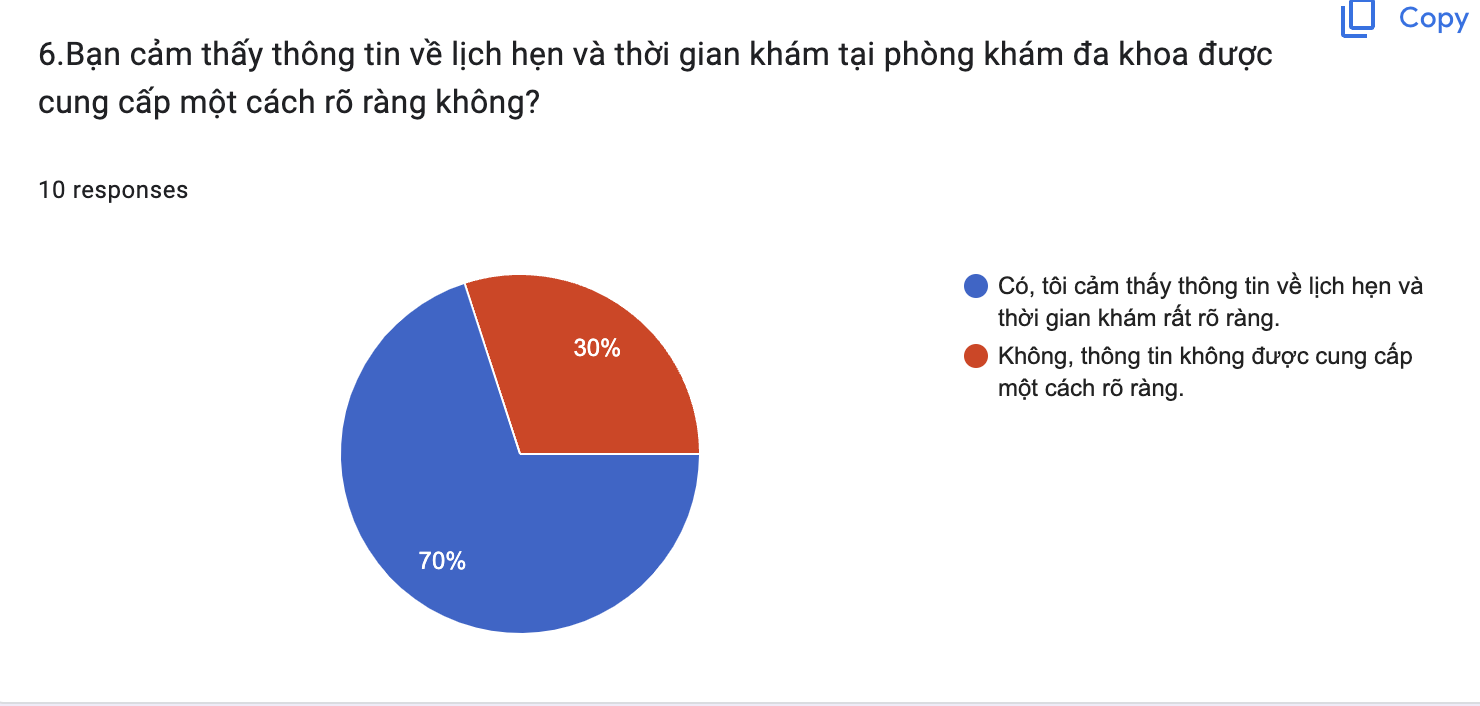 Copy
6.Bạn cảm thấy thông tin về lịch hẹn và thời gian khám tại phòng khám đa khoa được
cung cấp một cách rõ ràng không?
10 responses
Có, tôi cảm thấy thông tin về lịch hẹn và
thời gian khám rất rõ ràng.
Không, thông tin không được cung cấp
một cách rõ ràng.
30%
70%